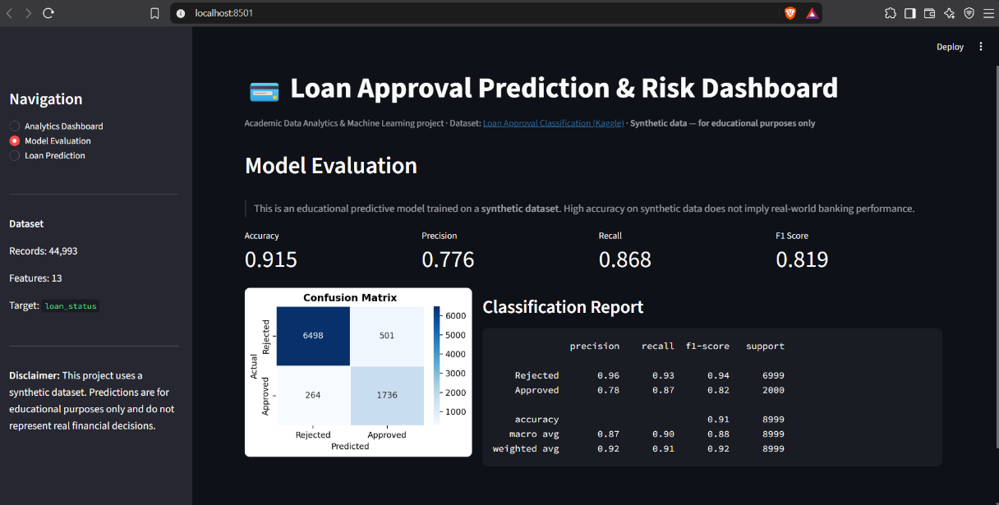 localhost:8501
Deploy
Navigation
Analytics Dashboard
Model Evaluation
Loan Prediction
Dataset
Records: 44,993
Features: 13
Target: loan_status
Disclaimer: This project uses a
synthetic dataset. Predictions are for
educational purposes only and do not
represent real financial decisions.
Loan Approval Prediction & Risk Dashboard
Academic Data Analytics & Machine Learning project · Dataset: Loan Approval Classification (Kaggle) · Synthetic data — for educational purposes only
Model Evaluation
This is an educational predictive model trained on a synthetic dataset. High accuracy on synthetic data does not imply real-world banking performance.
Accuracy Precision Recall F1 Score
0.915 0.776 0.868 0.819
Confusion Matrix
Actual
Rejected 6498 501
Approved 264 1736
Rejected Approved
Predicted
6000
5000
4000
3000
2000
1000
Classification Report
precision recall f1-score support
Rejected 0.96 0.93 0.94 6999
Approved 0.78 0.87 0.82 2000
accuracy 0.91 8999
macro avg 0.87 0.90 0.88 8999
weighted avg 0.92 0.91 0.92 8999